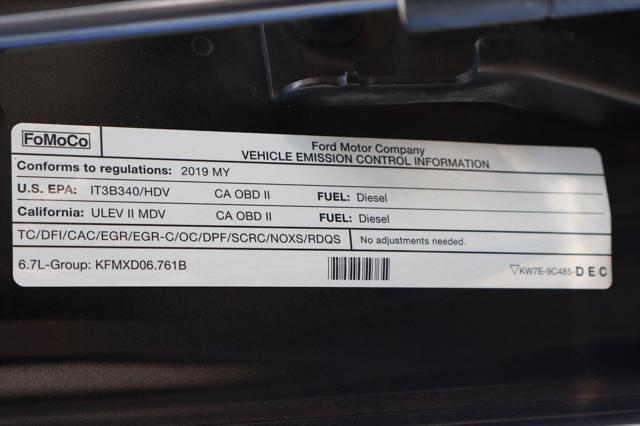 FoMoCo
Ford Motor Company
VEHICLE EMISSION CONTROL INFORMATION
Conforms to regulations: 2019 MY
U.S. EPA: IT3B340/HDV CA OBD II FUEL: Diesel
California: ULEV II MDV CA OBD II FUEL: Diesel
TC/DFI/CAC/EGR/EGR-C/OC/DPF/SCRC/NOXS/RDQS No adjustments needed.
6.7L-Group: KFMXD06.761B
▽KW7E-9C485-DEC